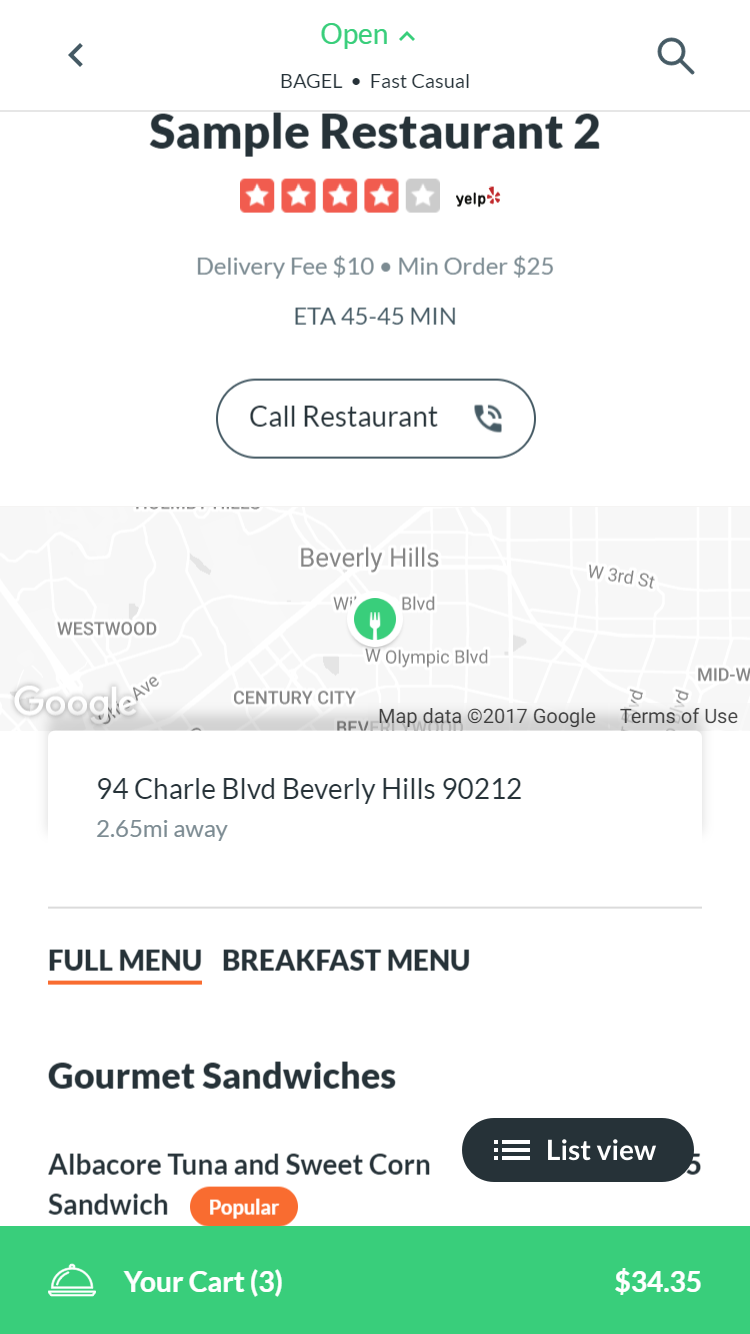 Open
BAGEL • Fast Casual
Sample Restaurant 2
yelp
Delivery Fee $10 • Min Order $25
ETA 45-45 MIN
Call Restaurant
Beverly Hills
W 3rd St
Blvd
WESTWOOD
W Olympic Blvd
MID-W
Ave
Google
CENTURY CITY
Map data ©2017 Google Terms of Use
94 Charle Blvd Beverly Hills 90212
2.65mi away
FULL MENU BREAKFAST MENU
Gourmet Sandwiches
List view
Albacore Tuna and Sweet Corn 5
Sandwich Popular
Your Cart (3) $34.35